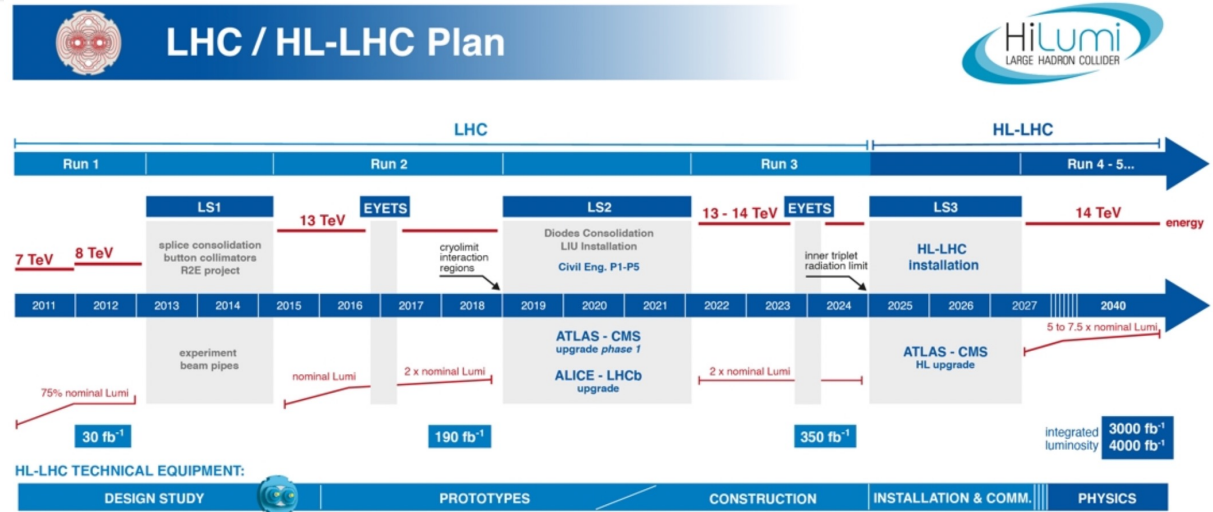 LHC / HL-LHC Plan
HiLumi
LARGE HADRON COLLIDER
LHC
HL-LHC
Run 1
Run 2
Run 3
Run 4 - 5...
LS1
EYETS
LS2
EYETS
LS3
13 TeV
13 - 14 TeV
14 TeV
energy
7 TeV
8 TeV
splice consolidation
button collimators
R2E project
cryolimit
interaction
regions
Diodes Consolidation
LIU Installation
Civil Eng. P1-P5
inner triplet
radiation limit
HL-LHC
installation
2011 2012 2013 2014 2015 2016 2017 2018 2019 2020 2021 2022 2023 2024 2025 2026 2027 2040
5 to 7.5 x nominal Lumi
experiment
beam pipes
ATLAS - CMS
upgrade phase 1
ALICE - LHCb
upgrade
ATLAS - CMS
HL upgrade
75% nominal Lumi
nominal Lumi
2 x nominal Lumi
2 x nominal Lumi
30 fb⁻¹
190 fb⁻¹
350 fb⁻¹
integrated
luminosity
3000 fb⁻¹
4000 fb⁻¹
HL-LHC TECHNICAL EQUIPMENT:
DESIGN STUDY
PROTOTYPES
CONSTRUCTION
INSTALLATION & COMM.
PHYSICS